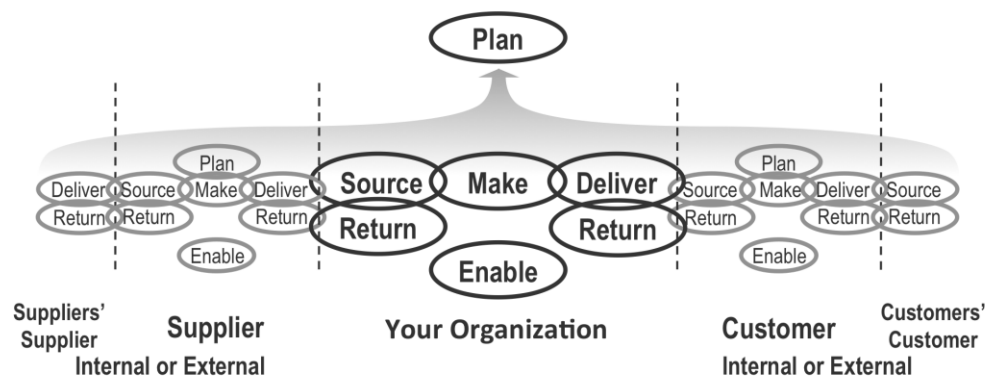 Plan
Plan Plan
Deliver Source Make Deliver Source Make Deliver Source Make Deliver Source
Return Return Return Return Return Return Return Return
Enable Enable Enable
Suppliers' Supplier Your Organization Customer Customers'
Supplier Customer
Internal or External Internal or External